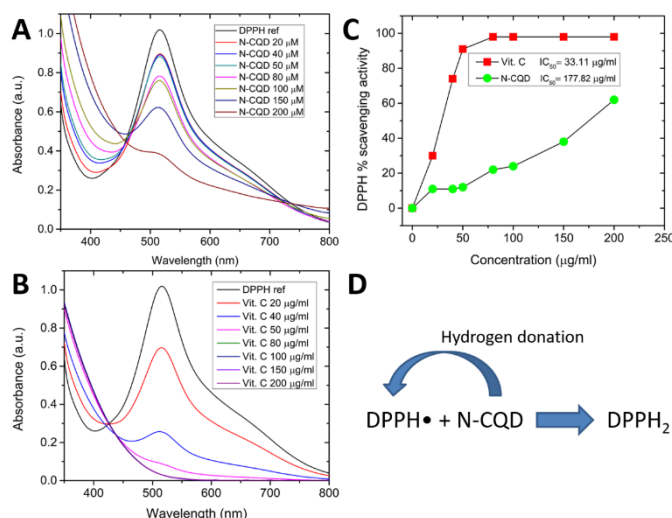 A
Absorbance (a.u.)
1.0
0.8
0.6
0.4
0.2
0.0
400 500 600 700 800
Wavelength (nm)
DPPH ref
N-CQD 20 μM
N-CQD 40 μM
N-CQD 50 μM
N-CQD 80 μM
N-CQD 100 μM
N-CQD 150 μM
N-CQD 200 μM
B
Absorbance (a.u.)
1.0
0.8
0.6
0.4
0.2
0.0
400 500 600 700 800
Wavelength (nm)
DPPH ref
Vit. C 20 μg/ml
Vit. C 40 μg/ml
Vit. C 50 μg/ml
Vit. C 80 μg/ml
Vit. C 100 μg/ml
Vit. C 150 μg/ml
Vit. C 200 μg/ml
C
DPPH % scavenging activity
120
100
80
60
40
20
0
0 50 100 150 200 250
Concentration (μg/ml)
Vit. C IC50= 33.11 μg/ml
N-CQD IC50= 177.82 μg/ml
D
Hydrogen donation
DPPH• + N-CQD DPPH2